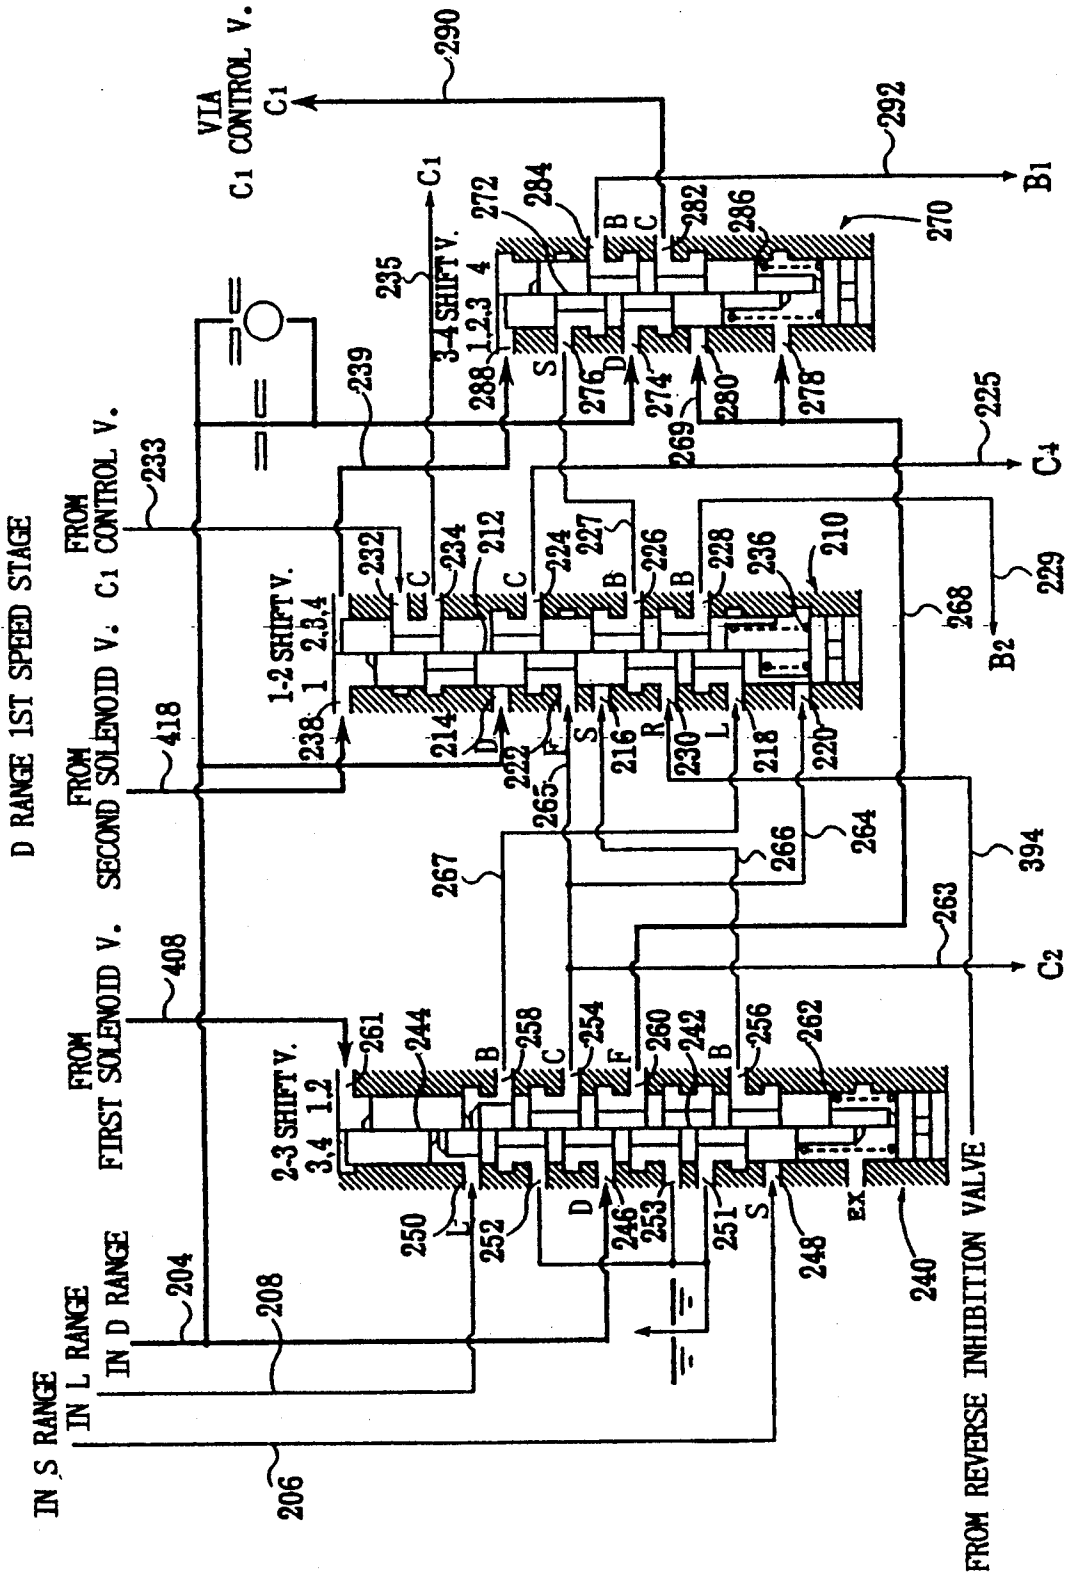 D RANGE 1ST SPEED STAGE
IN S RANGE
IN L RANGE
IN D RANGE
FROM
FIRST SOLENOID V.
FROM
SECOND SOLENOID V.
FROM
C1 CONTROL V.
VIA
C1 CONTROL V.
C1
206
208
204
408
418
233
239
235
C1
290
2-3 SHIFT V.
3,4
1,2
261
244
250
L
252
D
246
253
251
S
248
EX
240
B
258
C
254
F
260
242
B
256
262
267
265
266
264
263
C2
268
1-2 SHIFT V.
1
2,3,4
238
214
D
222
F
S
216
R
230
L
218
220
232
C
234
212
C
224
227
B
226
B
228
236
210
229
B2
225
C4
3-4 SHIFT V.
1,2,3
4
288
S
276
D
274
269
280
278
272
284
B
C
282
286
270
292
B1
394
FROM REVERSE INHIBITION VALVE